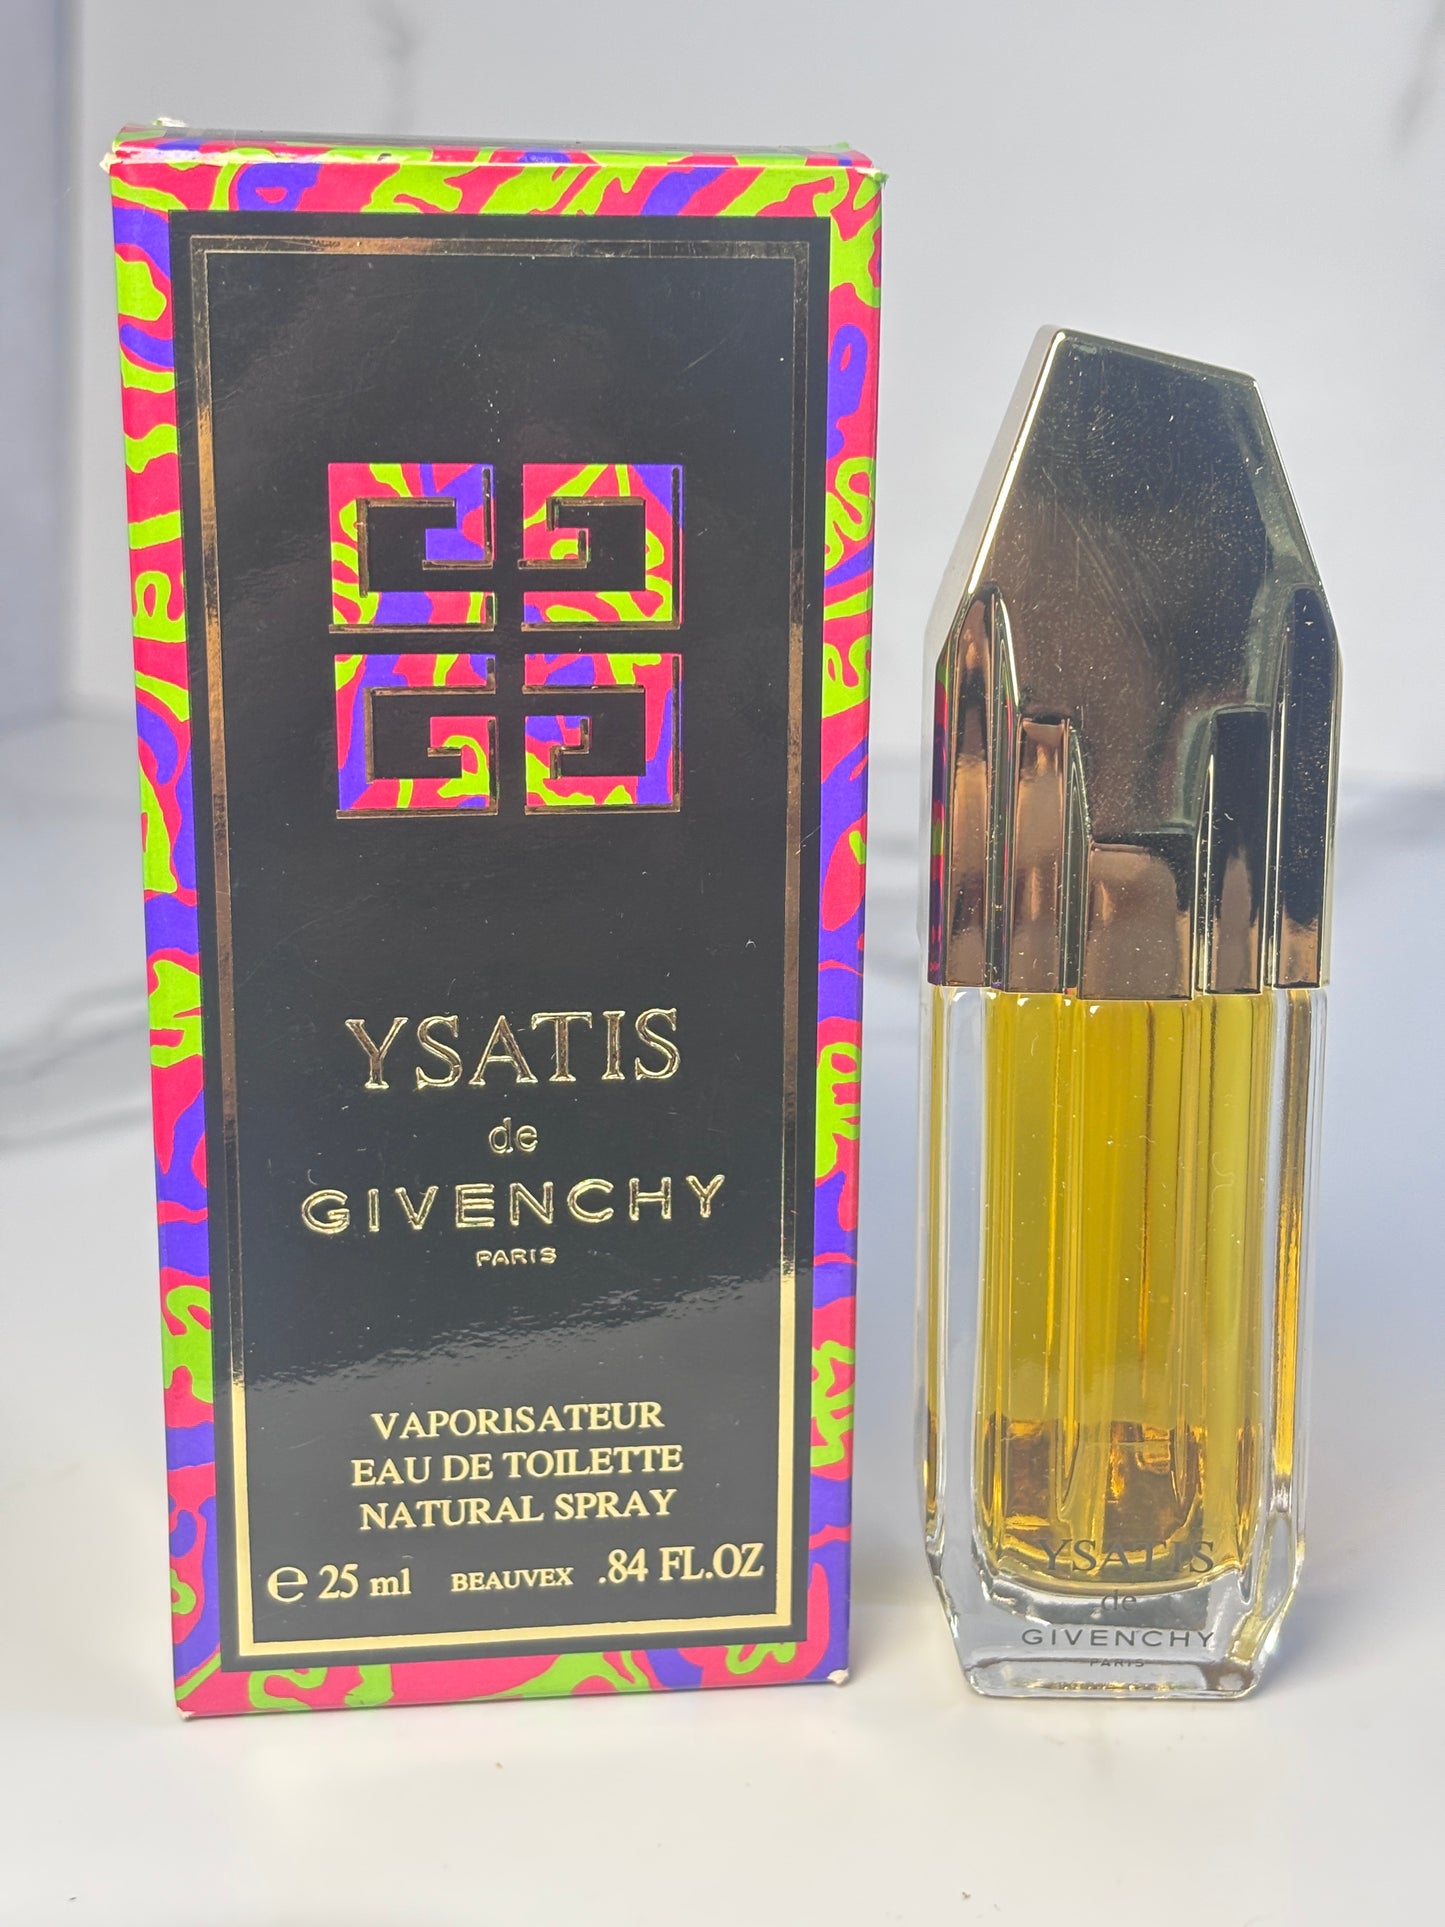 YSATIS
de
GIVENCHY
PARIS
VAPORISATEUR
EAU DE TOILETTE
NATURAL SPRAY
℮ 25 ml BEAUVEX .84 FL.OZ
YSATIS
de
GIVENCHY
PARIS